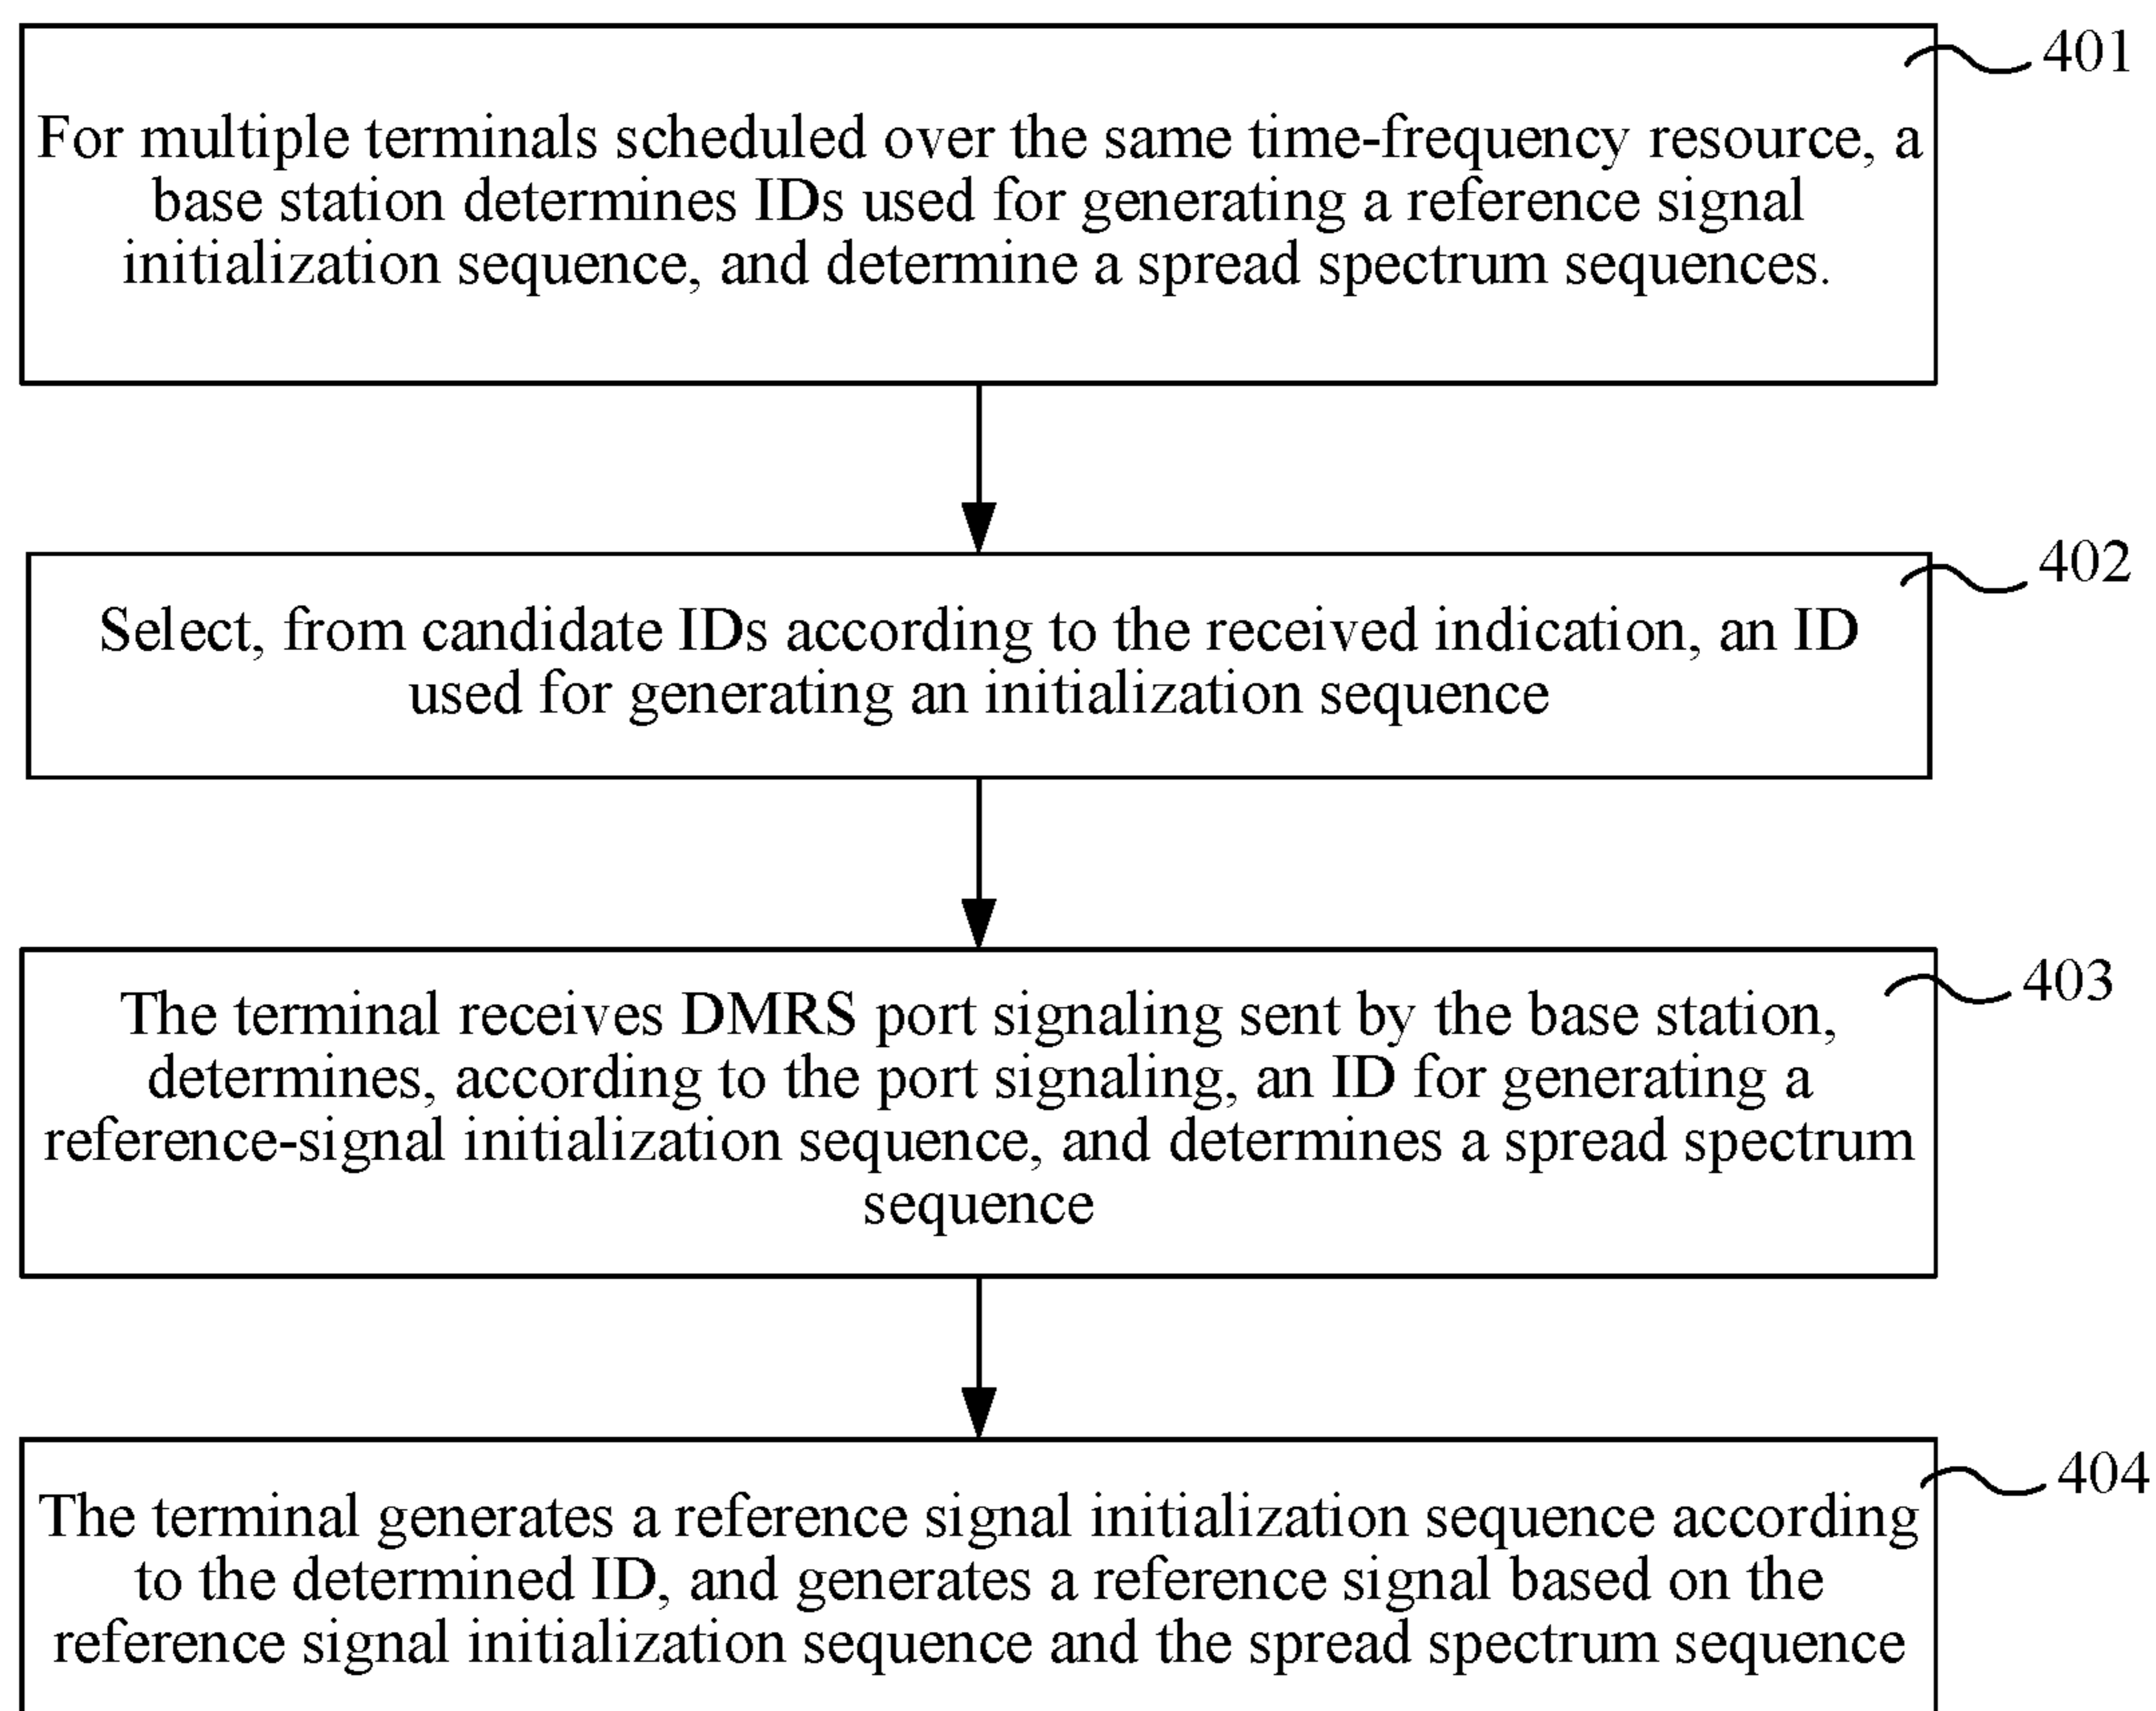 401
For multiple terminals scheduled over the same time-frequency resource, a
base station determines IDs used for generating a reference signal
initialization sequence, and determine a spread spectrum sequences.
402
Select, from candidate IDs according to the received indication, an ID
used for generating an initialization sequence
403
The terminal receives DMRS port signaling sent by the base station,
determines, according to the port signaling, an ID for generating a
reference-signal initialization sequence, and determines a spread spectrum
sequence
404
The terminal generates a reference signal initialization sequence according
to the determined ID, and generates a reference signal based on the
reference signal initialization sequence and the spread spectrum sequence